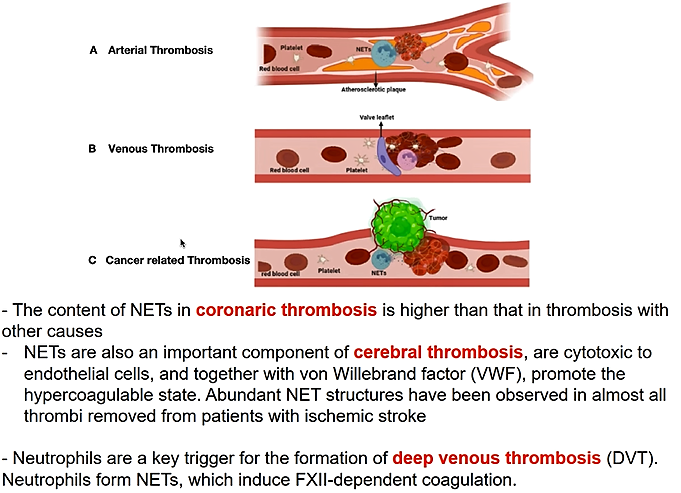 A Arterial Thrombosis
Platelet
NETs
Red blood cell
Atherosclerotic plaque
Valve leaflet
B Venous Thrombosis
Red blood cell
Platelet
Tumor
C Cancer related Thrombosis
red blood cell
Platelet
NETs
- The content of NETs in coronaric thrombosis is higher than that in thrombosis with
other causes
- NETs are also an important component of cerebral thrombosis, are cytotoxic to
endothelial cells, and together with von Willebrand factor (VWF), promote the
hypercoagulable state. Abundant NET structures have been observed in almost all
thrombi removed from patients with ischemic stroke
- Neutrophils are a key trigger for the formation of deep venous thrombosis (DVT).
Neutrophils form NETs, which induce FXII-dependent coagulation.